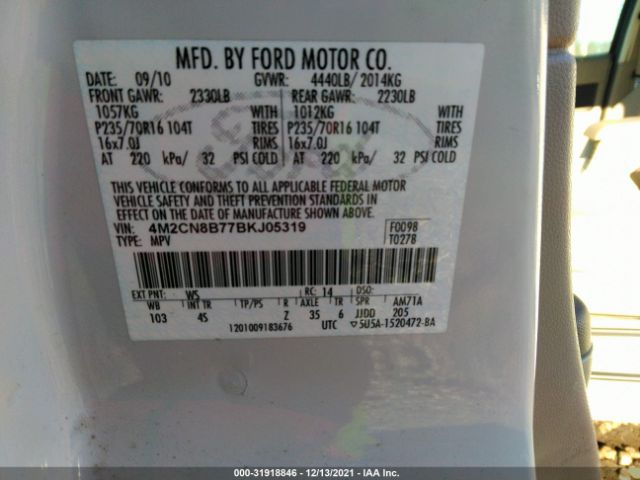 MFD. BY FORD MOTOR CO.
DATE: 09/10 GVWR: 4440LB/ 2014KG
FRONT GAWR: 2330LB REAR GAWR: 2230LB
1057KG WITH 1012KG WITH
P235/70R16 104T TIRES P235/70R16 104T TIRES
16x7.0J RIMS 16x7.0J RIMS
AT 220 kPa/ 32 PSI COLD AT 220 kPa/ 32 PSI COLD
THIS VEHICLE CONFORMS TO ALL APPLICABLE FEDERAL MOTOR
VEHICLE SAFETY AND THEFT PREVENTION STANDARDS IN
EFFECT ON THE DATE OF MANUFACTURE SHOWN ABOVE.
VIN: 4M2CN8B77BKJ05319 F0098
TYPE: MPV T0278
EXT PNT: W5 RC: 14 DSO:
WB INT TR TP/PS R AXLE TR SPR AM71A
103 45 Z 35 6 JJDD 205
1201009183676 UTC ▽5U5A-1520472-BA
000-31918846 - 12/13/2021 - IAA Inc.